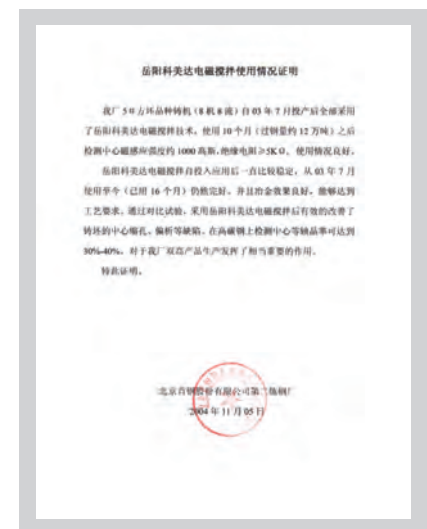 岳阳科美达电磁搅拌使用情况证明
我厂 5# 方坯品种铸机（8 机 8 流）自 03 年 7 月投产后全部采用
了岳阳科美达电磁搅拌技术。使用 10 个月（过钢量约 12 万吨）之后
检测中心磁感应强度约 1000 高斯，绝缘电阻≥5KΩ。使用情况良好。
岳阳科美达电磁搅拌自投入应用后一直比较稳定，从 03 年 7 月
使用至今（已用 16 个月）仍然完好，并且冶金效果良好，能够达到
工艺要求。通过对比试验，采用岳阳科美达电磁搅拌后有效的改善了
铸坯的中心缩孔、偏析等缺陷。在高碳钢上检测中心等轴晶率可达到
30%-40%，对于我厂双高产品生产发挥了相当重要的作用。
特此证明。
北京首钢股份有限公司第二炼钢厂
2004 年 11 月 05 日